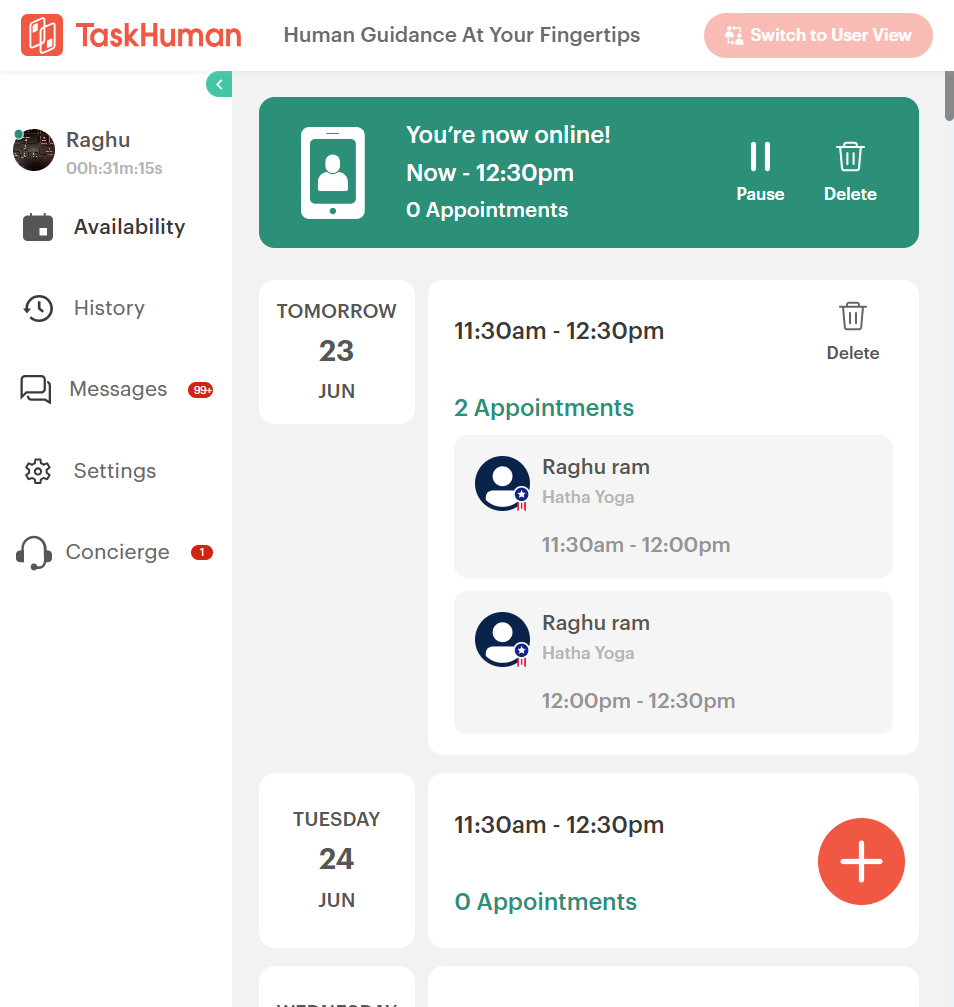 TaskHuman
Human Guidance At Your Fingertips
Switch to User View
Raghu
00h:31m:15s
Availability
History
Messages
99+
Settings
Concierge
1
You’re now online!
Now - 12:30pm
0 Appointments
Pause
Delete
TOMORROW
23
JUN
11:30am - 12:30pm
Delete
2 Appointments
Raghu ram
Hatha Yoga
11:30am - 12:00pm
Raghu ram
Hatha Yoga
12:00pm - 12:30pm
TUESDAY
24
JUN
11:30am - 12:30pm
0 Appointments
WEDNESDAY